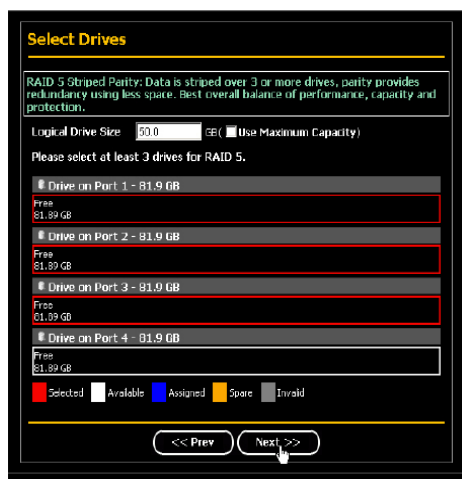 Select Drives
RAID 5 Striped Parity: Data is striped over 3 or more drives, parity provides
redundancy using less space. Best overall balance of performance, capacity and
protection.
Logical Drive Size 50.0 GB( Use Maximum Capacity)
Please select at least 3 drives for RAID 5.
Drive on Port 1 - 81.9 GB
Free
81.89 GB
Drive on Port 2 - 81.9 GB
Free
81.89 GB
Drive on Port 3 - 81.9 GB
Free
81.89 GB
Drive on Port 4 - 81.9 GB
Free
81.89 GB
Selected Available Assigned Spare Invaid
<< Prev Next >>